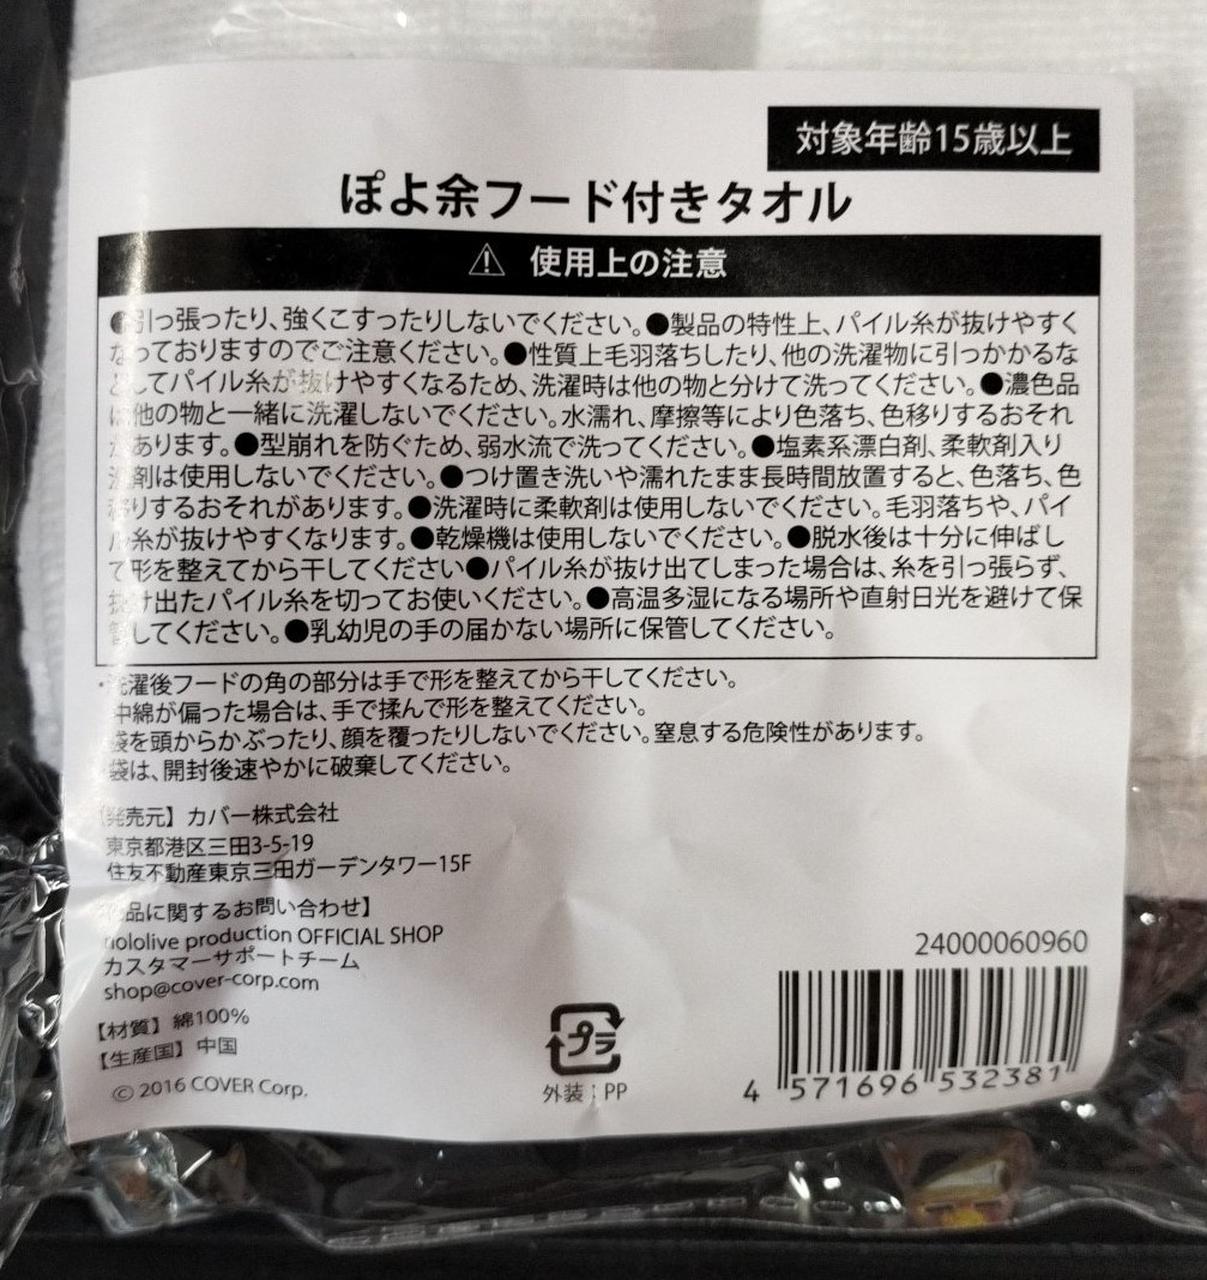 対象年齢15歳以上
ぽよ余フード付きタオル
⚠ 使用上の注意
●引っ張ったり、強くこすったりしないでください。●製品の特性上、パイル糸が抜けやすく
なっておりますのでご注意ください。●性質上毛羽落ちしたり、他の洗濯物に引っかかるな
どしてパイル糸が抜けやすくなるため、洗濯時は他の物と分けて洗ってください。●濃色品
は他の物と一緒に洗濯しないでください。水濡れ、摩擦等により色落ち、色移りするおそれ
があります。●型崩れを防ぐため、弱水流で洗ってください。●塩素系漂白剤、柔軟剤入り
洗剤は使用しないでください。●つけ置き洗いや濡れたまま長時間放置すると、色落ち、色
移りするおそれがあります。●洗濯時に柔軟剤は使用しないでください。毛羽落ちや、パイ
ル糸が抜けやすくなります。●乾燥機は使用しないでください。●脱水後は十分に伸ばし
て形を整えてから干してください●パイル糸が抜け出てしまった場合は、糸を引っ張らず、
抜け出たパイル糸を切ってお使いください。●高温多湿になる場所や直射日光を避けて保
管してください。●乳幼児の手の届かない場所に保管してください。
・洗濯後フードの角の部分は手で形を整えてから干してください。
中綿が偏った場合は、手で揉んで形を整えてください。
袋を頭からかぶったり、顔を覆ったりしないでください。窒息する危険性があります。
袋は、開封後速やかに破棄してください。
【発売元】カバー株式会社
東京都港区三田3-5-19
住友不動産東京三田ガーデンタワー15F
品に関するお問い合わせ】
hololive production OFFICIAL SHOP
カスタマーサポートチーム
shop@cover-corp.com
【材質】綿100%
【生産国】中国
© 2016 COVER Corp.
プラ
外装：PP
24000060960
4 571696 532381